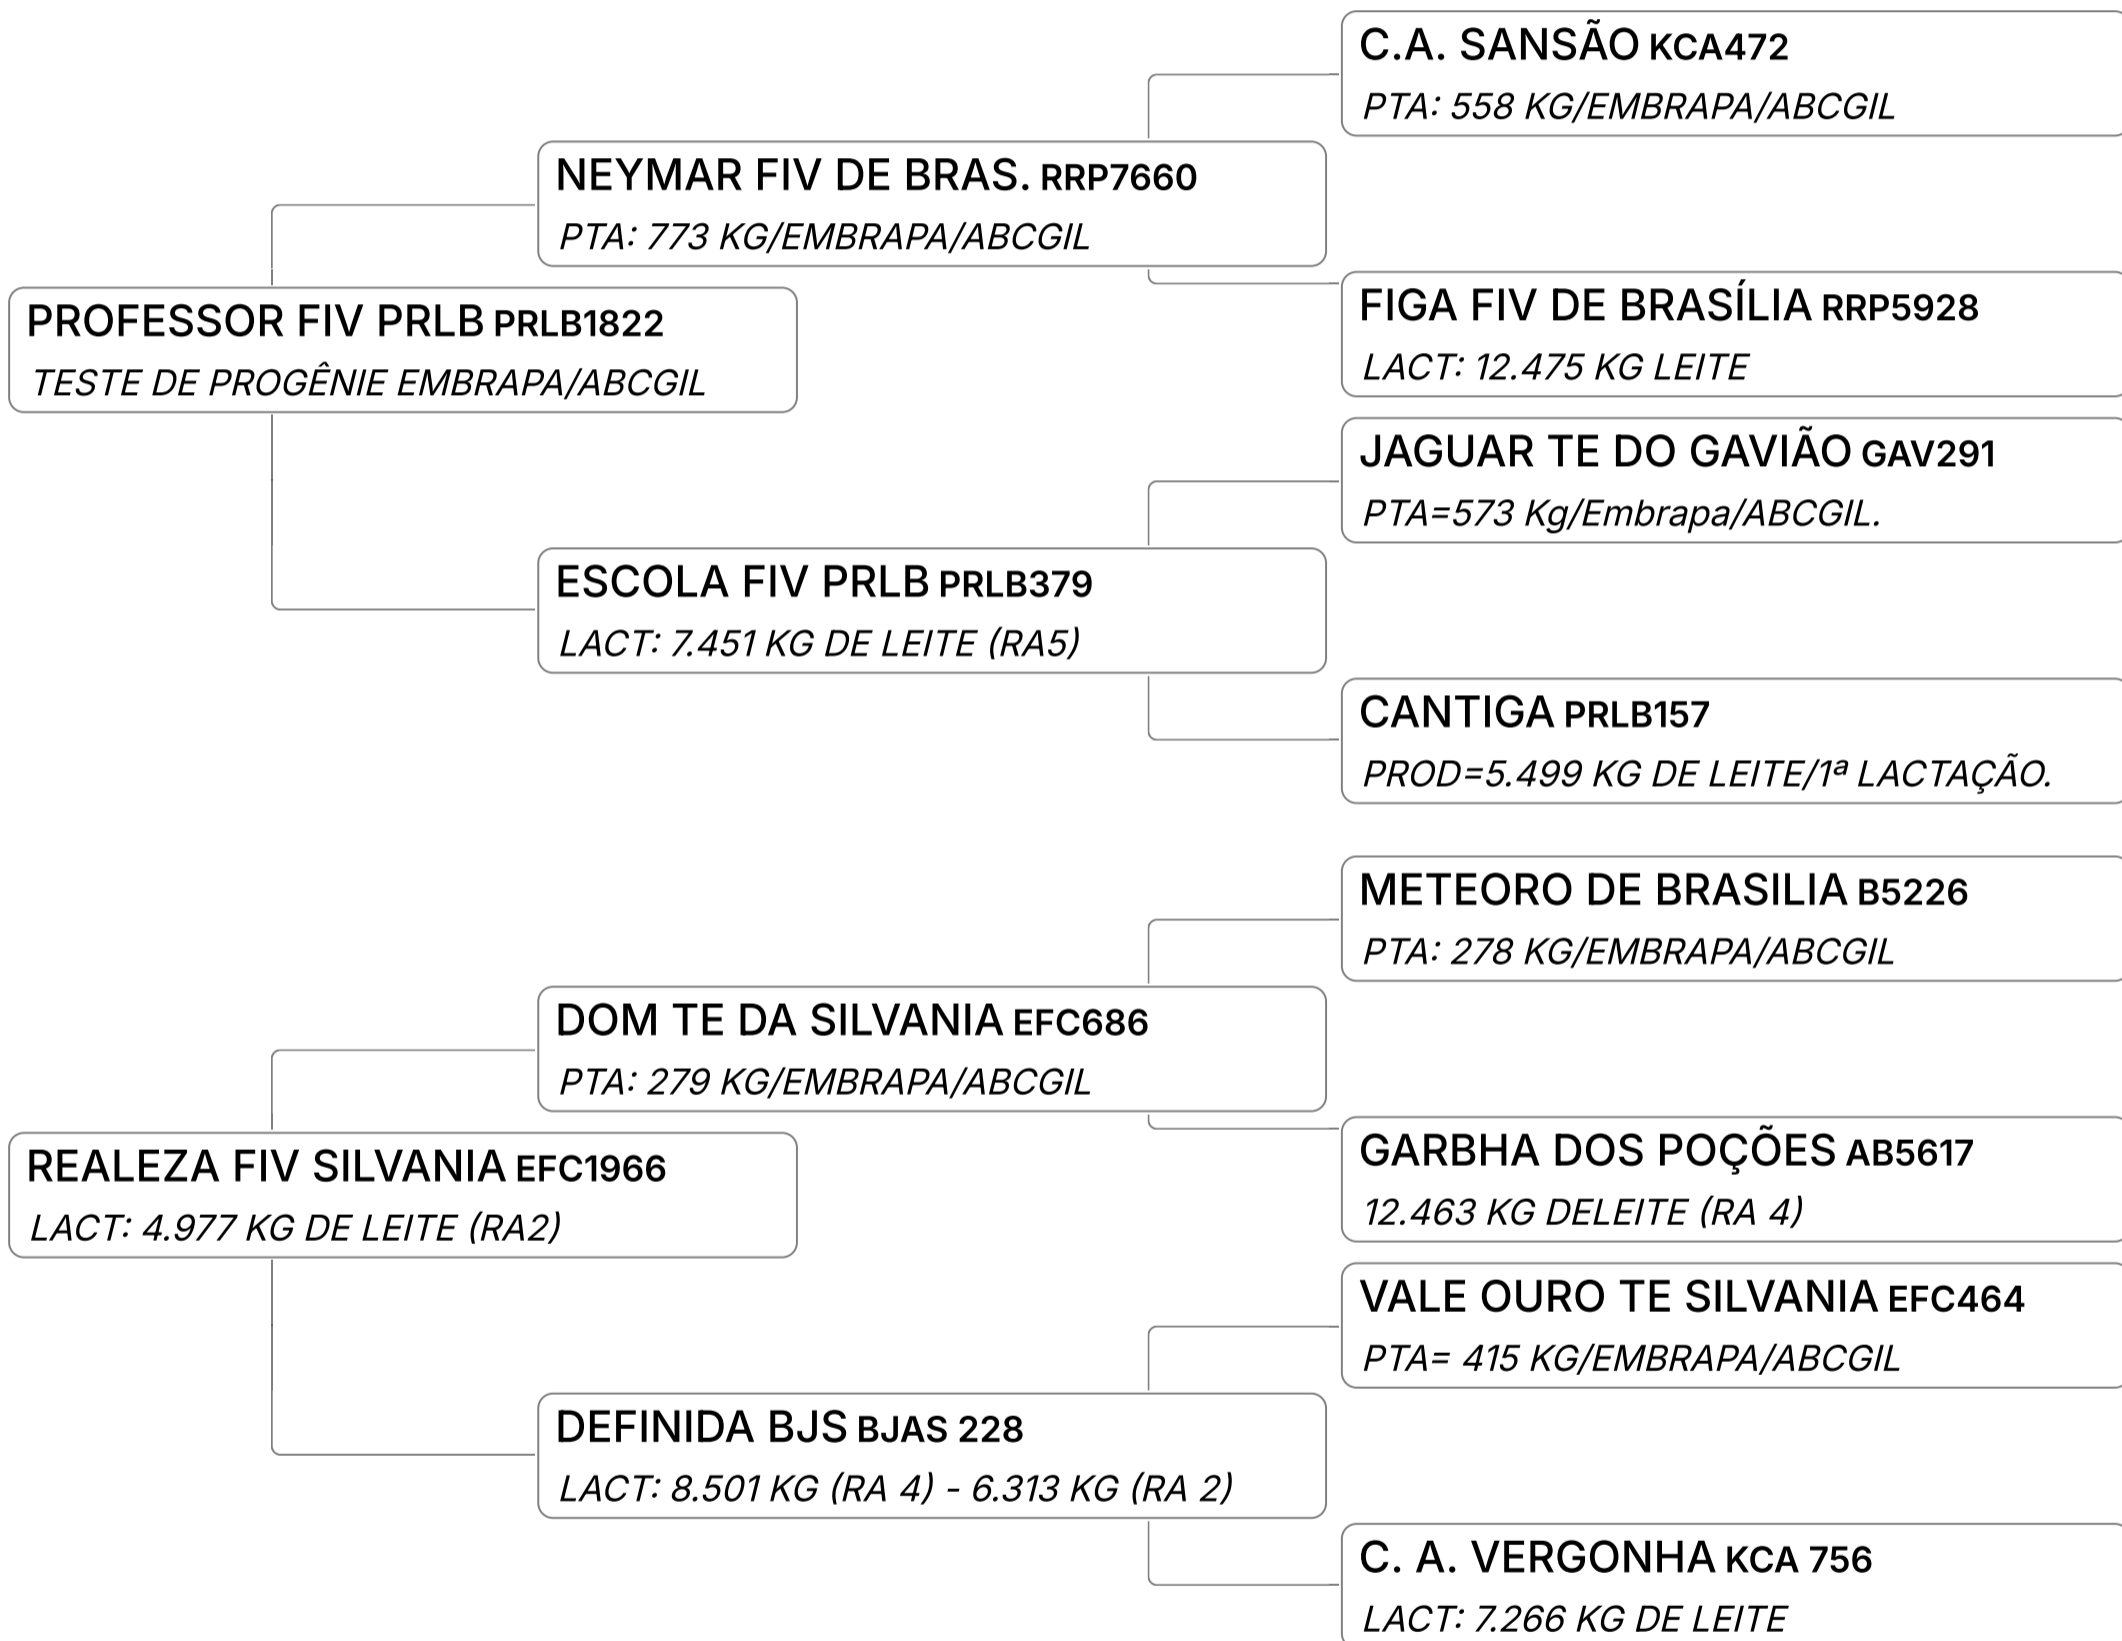 C.A. SANSÃO KCA472
PTA: 558 KG/EMBRAPA/ABCGIL
NEYMAR FIV DE BRAS. RRP7660
PTA: 773 KG/EMBRAPA/ABCGIL
FIGA FIV DE BRASÍLIA RRP5928
LACT: 12.475 KG LEITE
PROFESSOR FIV PRLB PRLB1822
TESTE DE PROGÊNIE EMBRAPA/ABCGIL
JAGUAR TE DO GAVIÃO GAV291
PTA=573 Kg/Embrapa/ABCGIL.
ESCOLA FIV PRLB PRLB379
LACT: 7.451 KG DE LEITE (RA5)
CANTIGA PRLB157
PROD=5.499 KG DE LEITE/1ª LACTAÇÃO.
METEORO DE BRASILIA B5226
PTA: 278 KG/EMBRAPA/ABCGIL
DOM TE DA SILVANIA EFC686
PTA: 279 KG/EMBRAPA/ABCGIL
GARBHA DOS POÇÕES AB5617
12.463 KG DELEITE (RA 4)
REALEZA FIV SILVANIA EFC1966
LACT: 4.977 KG DE LEITE (RA2)
VALE OURO TE SILVANIA EFC464
PTA= 415 KG/EMBRAPA/ABCGIL
DEFINIDA BJS BJAS 228
LACT: 8.501 KG (RA 4) - 6.313 KG (RA 2)
C. A. VERGONHA KCA 756
LACT: 7.266 KG DE LEITE